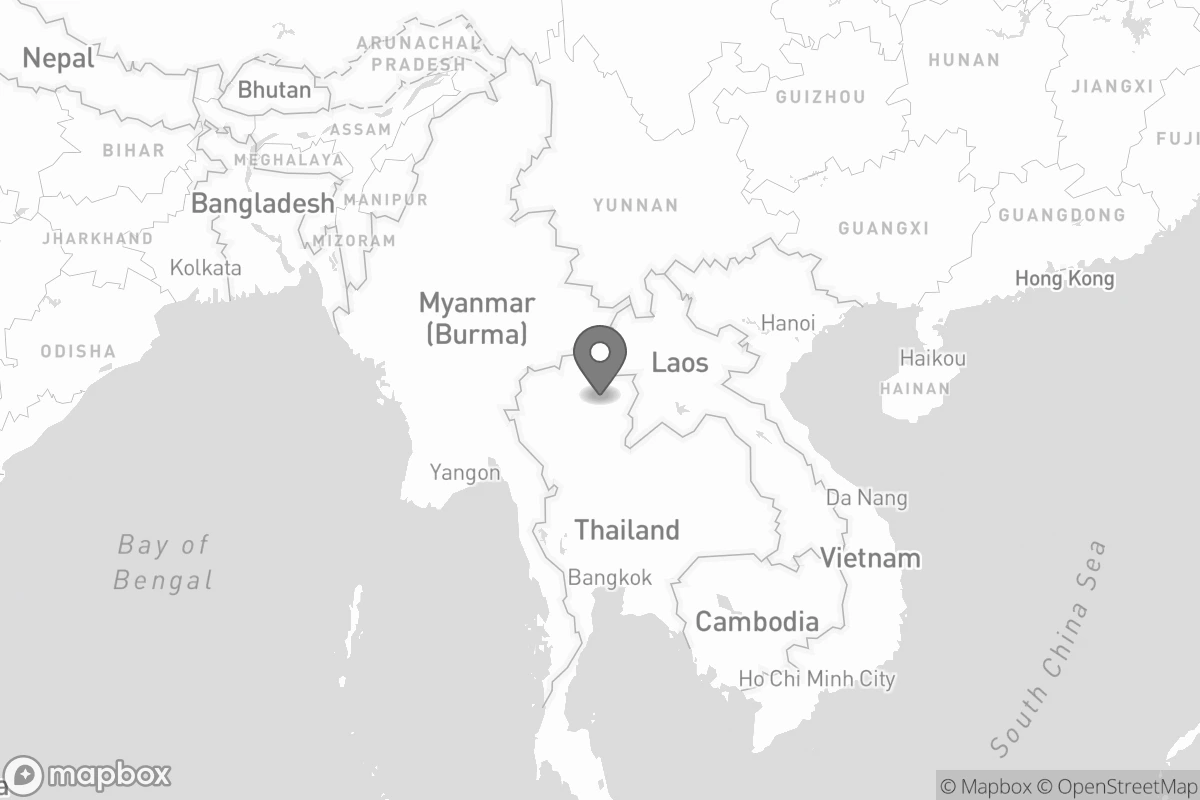 ARUNACHAL
PRADESH
Nepal
Bhutan
HUNAN
JIANGXI
GUIZHOU
ASSAM
FUJI
BIHAR
MEGHALAYA
Bangladesh
MANIPUR
YUNNAN
GUANGDONG
GUANGXI
JHARKHAND
MIZORAM
Kolkata
Hong Kong
Myanmar
(Burma)
Hanoi
ODISHA
Laos
Haikou
HAINAN
Yangon
Da Nang
Thailand
Bay of
Bengal
Vietnam
Bangkok
Cambodia
South China Sea
Ho Chi Minh City
a
mapbox
© Mapbox © OpenStreetMap